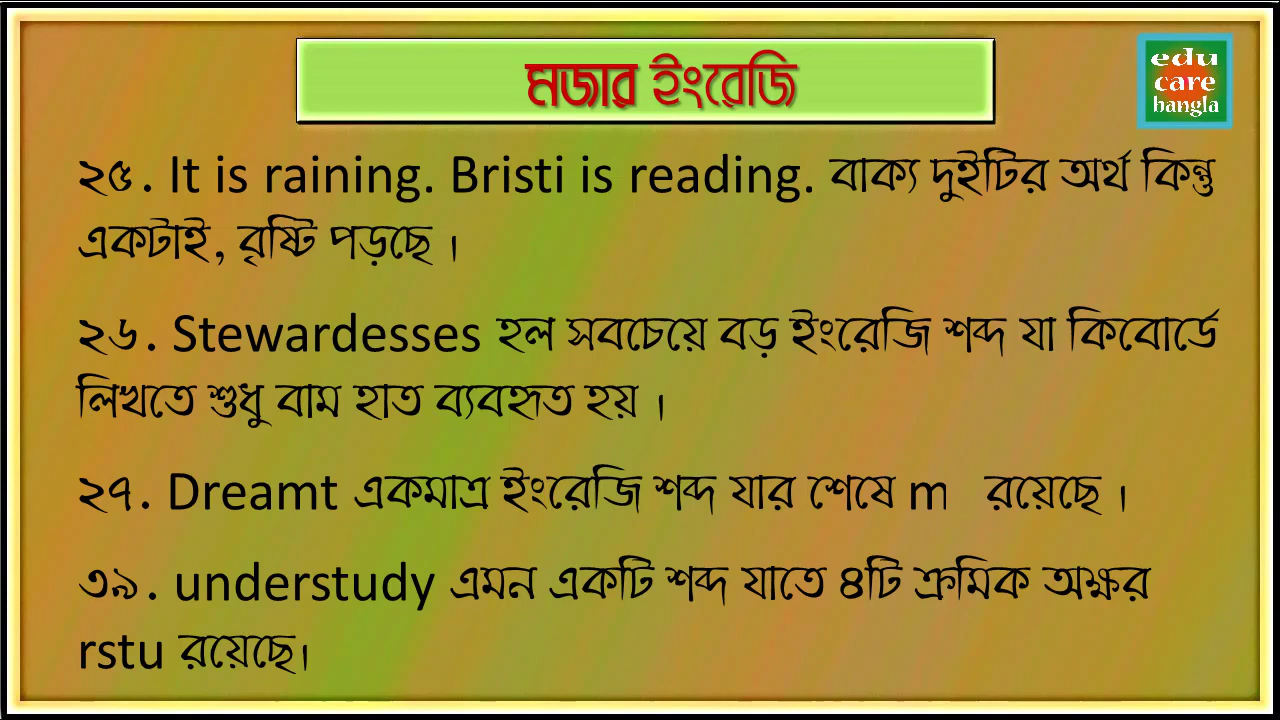 মজার ইংরেজি
edu
care
bangla
২৫. It is raining. Bristi is reading. বাক্য দুইটির অর্থ কিন্তু
একটাই, বৃষ্টি পড়ছে।
২৬. Stewardesses হল সবচেয়ে বড় ইংরেজি শব্দ যা কিবোর্ডে
লিখতে শুধু বাম হাত ব্যবহৃত হয়।
২৭. Dreamt একমাত্র ইংরেজি শব্দ যার শেষে m রয়েছে।
৩৯. understudy এমন একটি শব্দ যাতে ৪টি ক্রমিক অক্ষর
rstu রয়েছে।